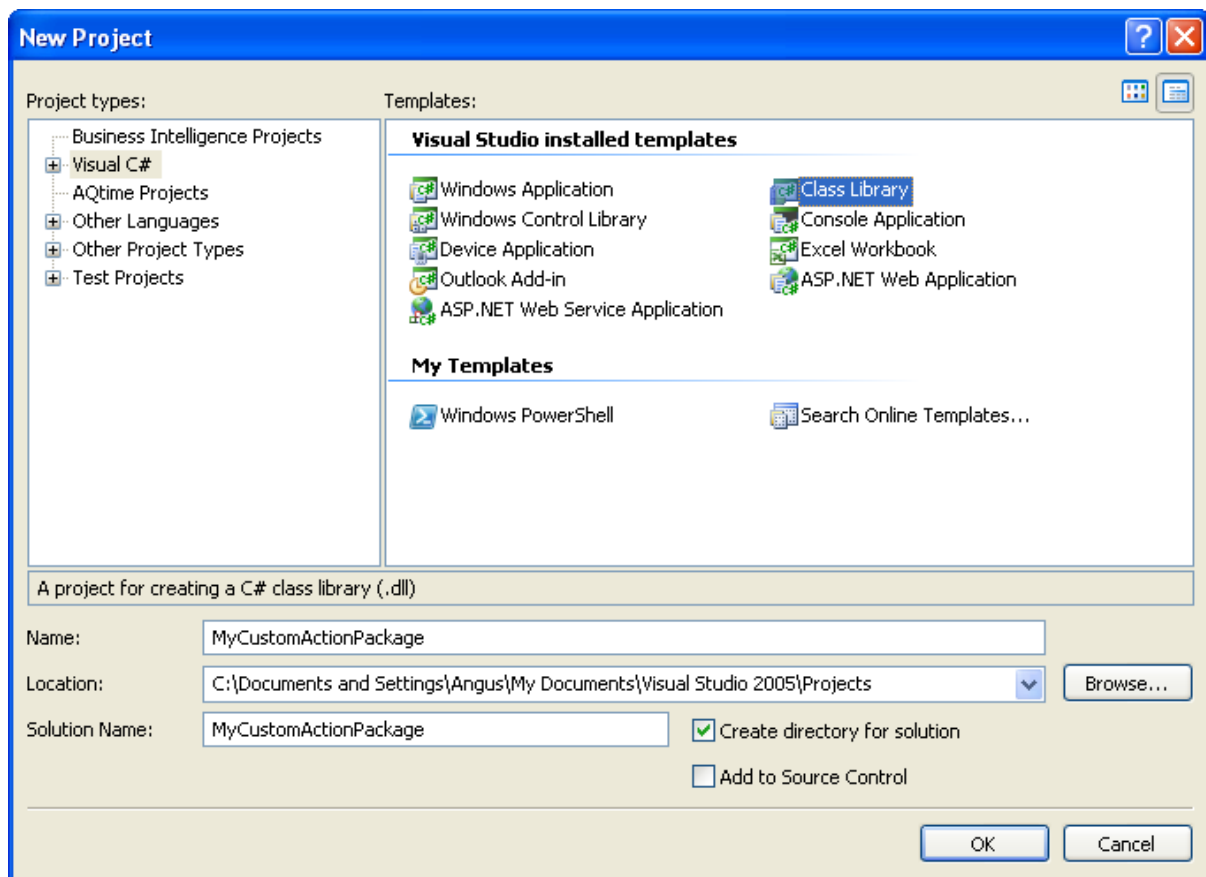 New Project
Project types:
Templates:
Business Intelligence Projects
Visual C#
AQtime Projects
Other Languages
Other Project Types
Test Projects
Visual Studio installed templates
Windows Application
Class Library
Windows Control Library
Console Application
Device Application
Excel Workbook
Outlook Add-in
ASP.NET Web Application
ASP.NET Web Service Application
My Templates
Windows PowerShell
Search Online Templates...
A project for creating a C# class library (.dll)
Name:
MyCustomActionPackage
Location:
C:\Documents and Settings\Angus\My Documents\Visual Studio 2005\Projects
Browse...
Solution Name:
MyCustomActionPackage
Create directory for solution
Add to Source Control
OK
Cancel